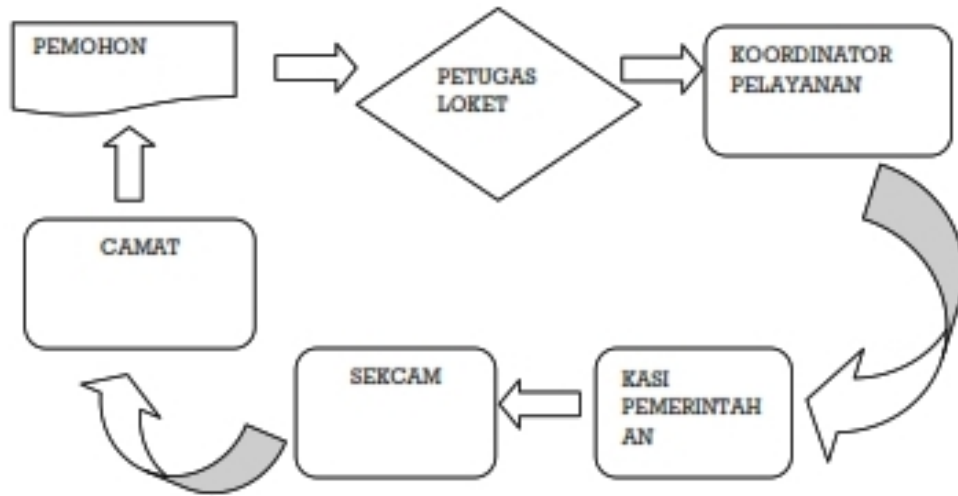 PEMOHON
PETUGAS
LOKET
KOORDINATOR
PELAYANAN
CAMAT
SEKCAM
KASI
PEMERINTAH
AN